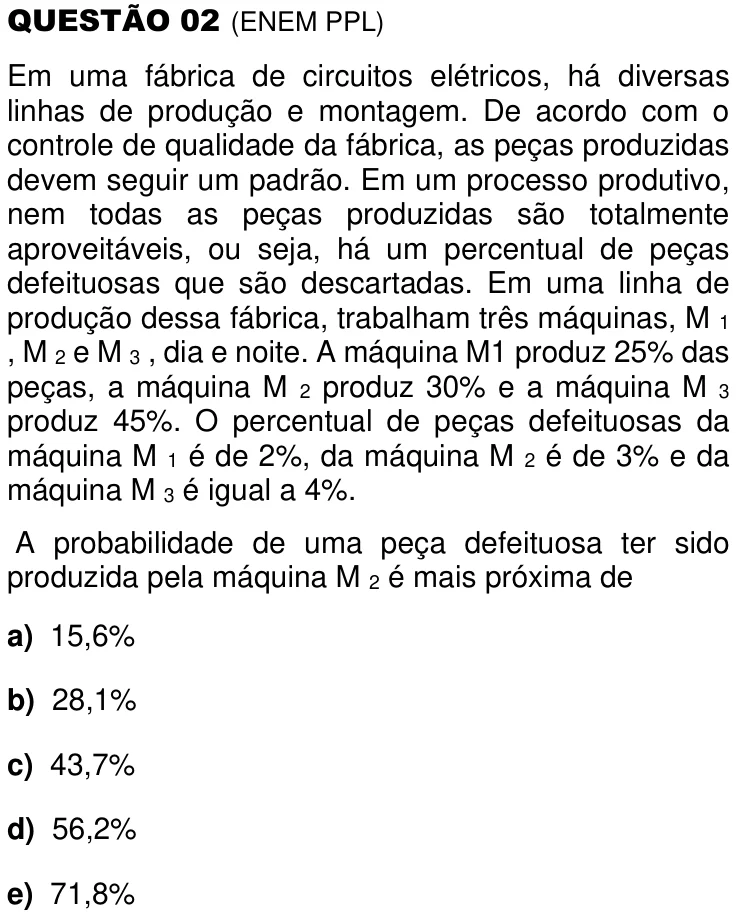 QUESTÃO 02 (ENEM PPL)
Em uma fábrica de circuitos elétricos, há diversas
linhas de produção e montagem. De acordo com o
controle de qualidade da fábrica, as peças produzidas
devem seguir um padrão. Em um processo produtivo,
nem todas as peças produzidas são totalmente
aproveitáveis, ou seja, há um percentual de peças
defeituosas que são descartadas. Em uma linha de
produção dessa fábrica, trabalham três máquinas, M 1
, M 2 e M 3 , dia e noite. A máquina M1 produz 25% das
peças, a máquina M 2 produz 30% e a máquina M 3
produz 45%. O percentual de peças defeituosas da
máquina M 1 é de 2%, da máquina M 2 é de 3% e da
máquina M 3 é igual a 4%.
A probabilidade de uma peça defeituosa ter sido
produzida pela máquina M 2 é mais próxima de
a) 15,6%
b) 28,1%
c) 43,7%
d) 56,2%
e) 71,8%